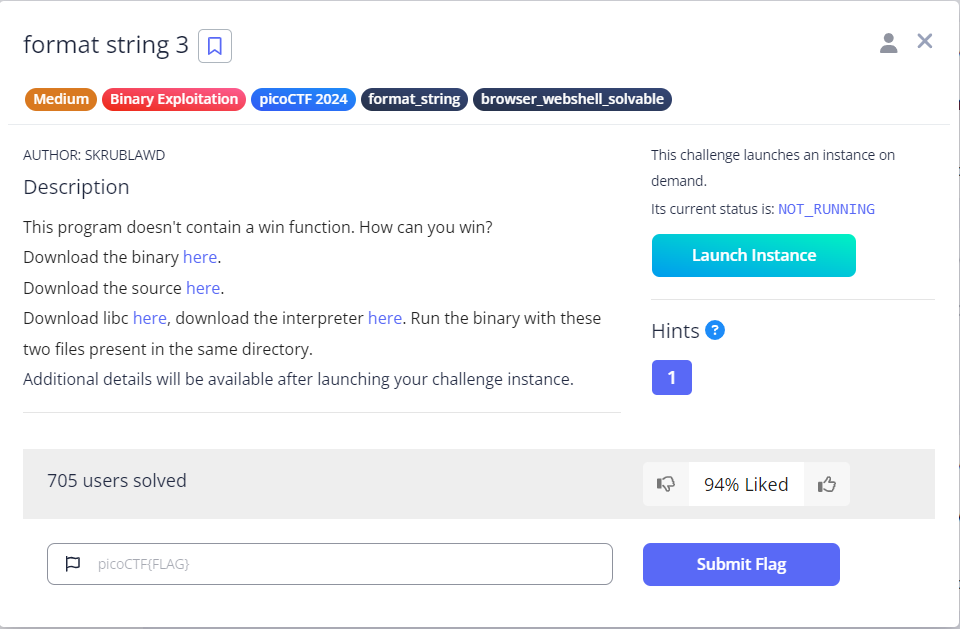 format string 3
Medium Binary Exploitation picoCTF 2024 format_string browser_webshell_solvable
AUTHOR: SKRUBLAWD
Description
This program doesn't contain a win function. How can you win?
Download the binary here.
Download the source here.
Download libc here, download the interpreter here. Run the binary with these
two files present in the same directory.
Additional details will be available after launching your challenge instance.
This challenge launches an instance on
demand.
Its current status is: NOT_RUNNING
Launch Instance
Hints ?
1
705 users solved
94% Liked
picoCTF{FLAG}
Submit Flag